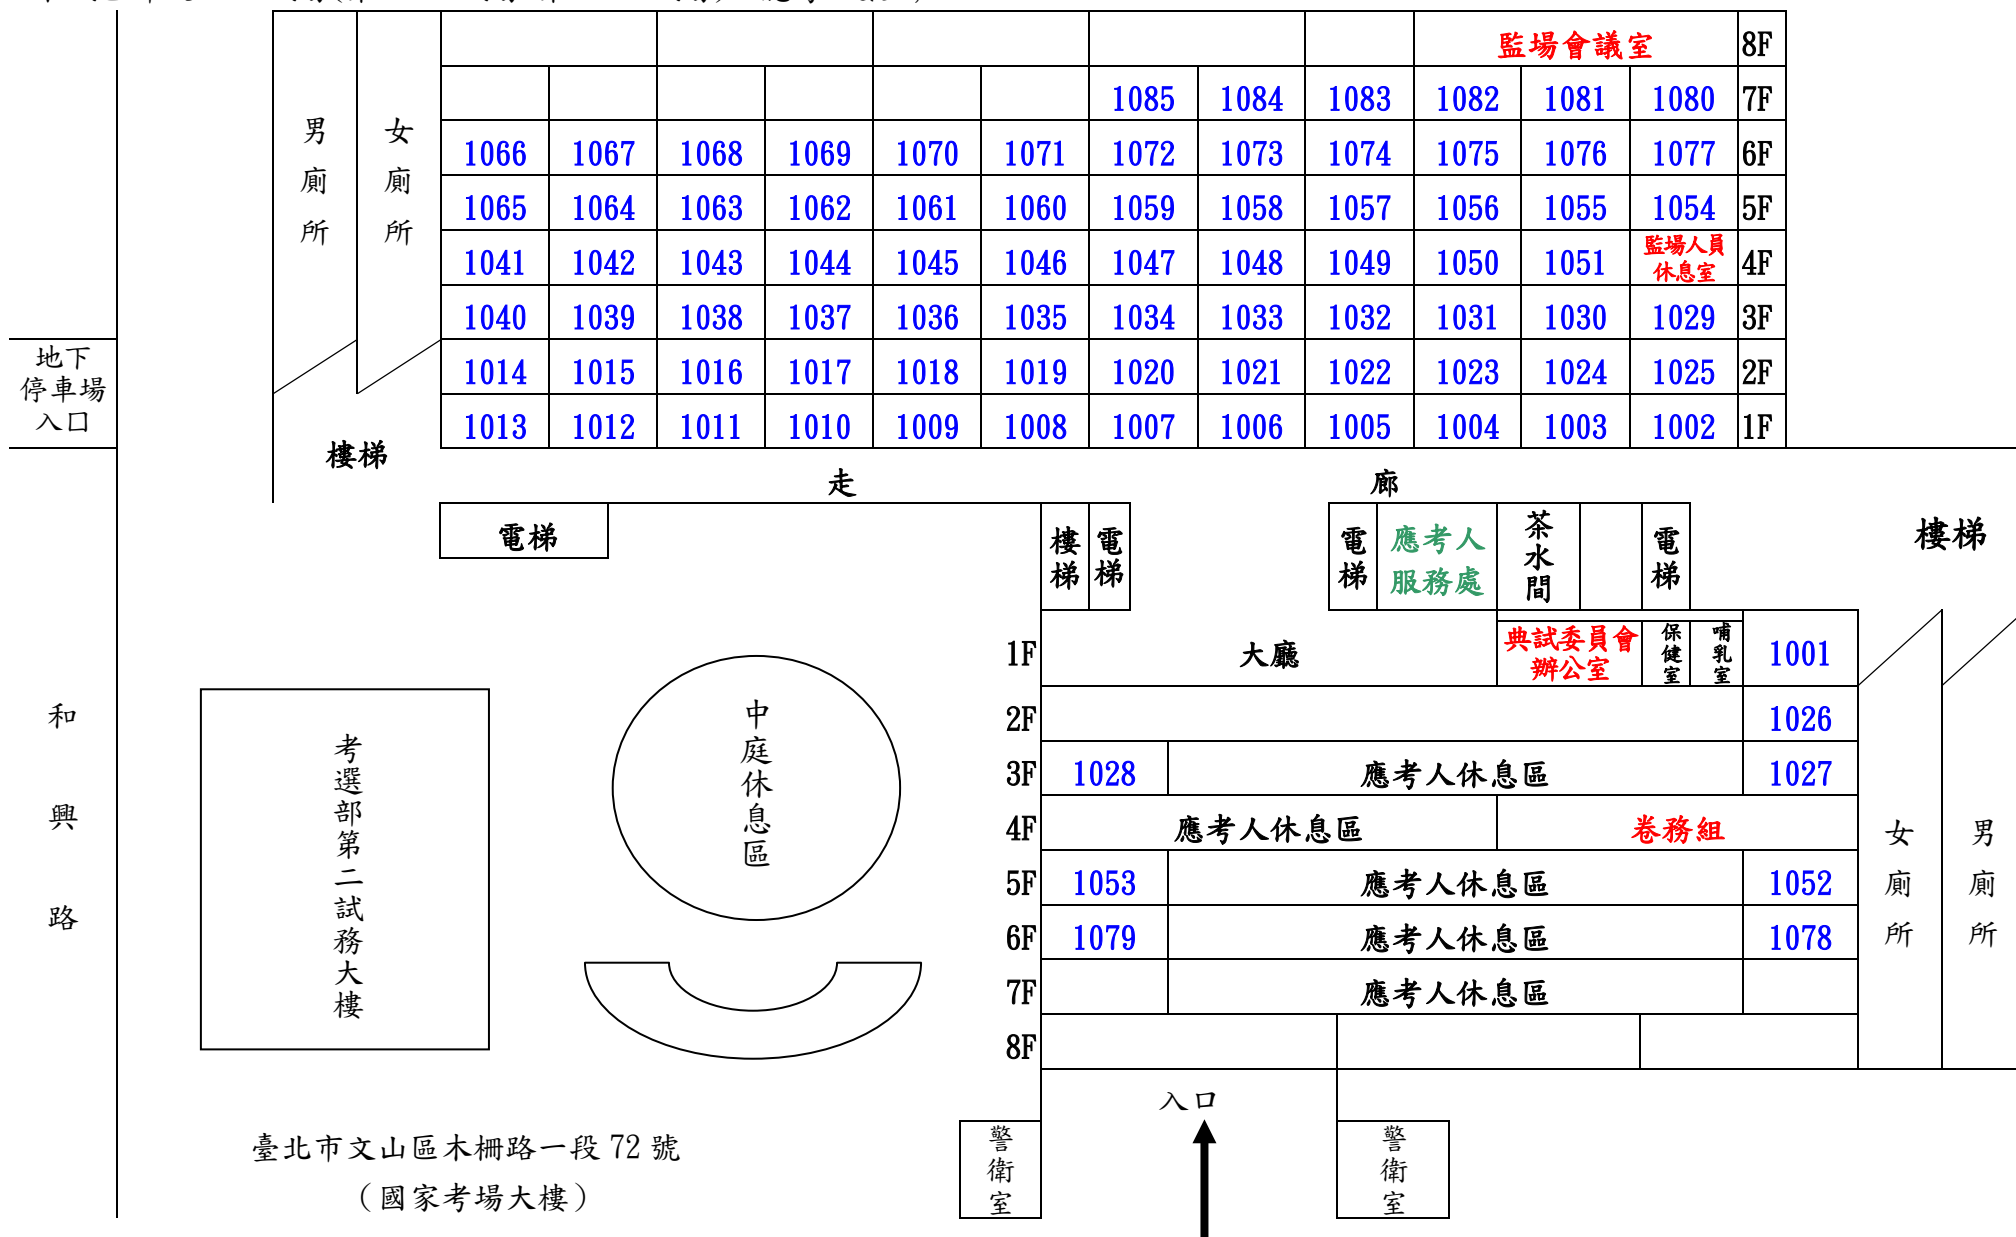 監場會議室 8F
1085 1084 1083 1082 1081 1080 7F
1066 1067 1068 1069 1070 1071 1072 1073 1074 1075 1076 1077 6F
1065 1064 1063 1062 1061 1060 1059 1058 1057 1056 1055 1054 5F
1041 1042 1043 1044 1045 1046 1047 1048 1049 1050 1051 監場人員休息室 4F
1040 1039 1038 1037 1036 1035 1034 1033 1032 1031 1030 1029 3F
1014 1015 1016 1017 1018 1019 1020 1021 1022 1023 1024 1025 2F
1013 1012 1011 1010 1009 1008 1007 1006 1005 1004 1003 1002 1F
男廁所
女廁所
地下
停車場
入口
樓梯
走廊
電梯
樓梯
電梯
電梯
應考人
服務處
茶水間
電梯
樓梯
1F 大廳
典試委員會
辦公室
保健室
哺乳室
1001
2F 1026
3F 1028 應考人休息區 1027
4F 應考人休息區 卷務組
5F 1053 應考人休息區 1052
6F 1079 應考人休息區 1078
7F 應考人休息區
8F
女廁所
男廁所
和興路
考選部第二試務大樓
中庭休息區
入口
警衛室
警衛室
臺北市文山區木柵路一段 72 號
（國家考場大樓）